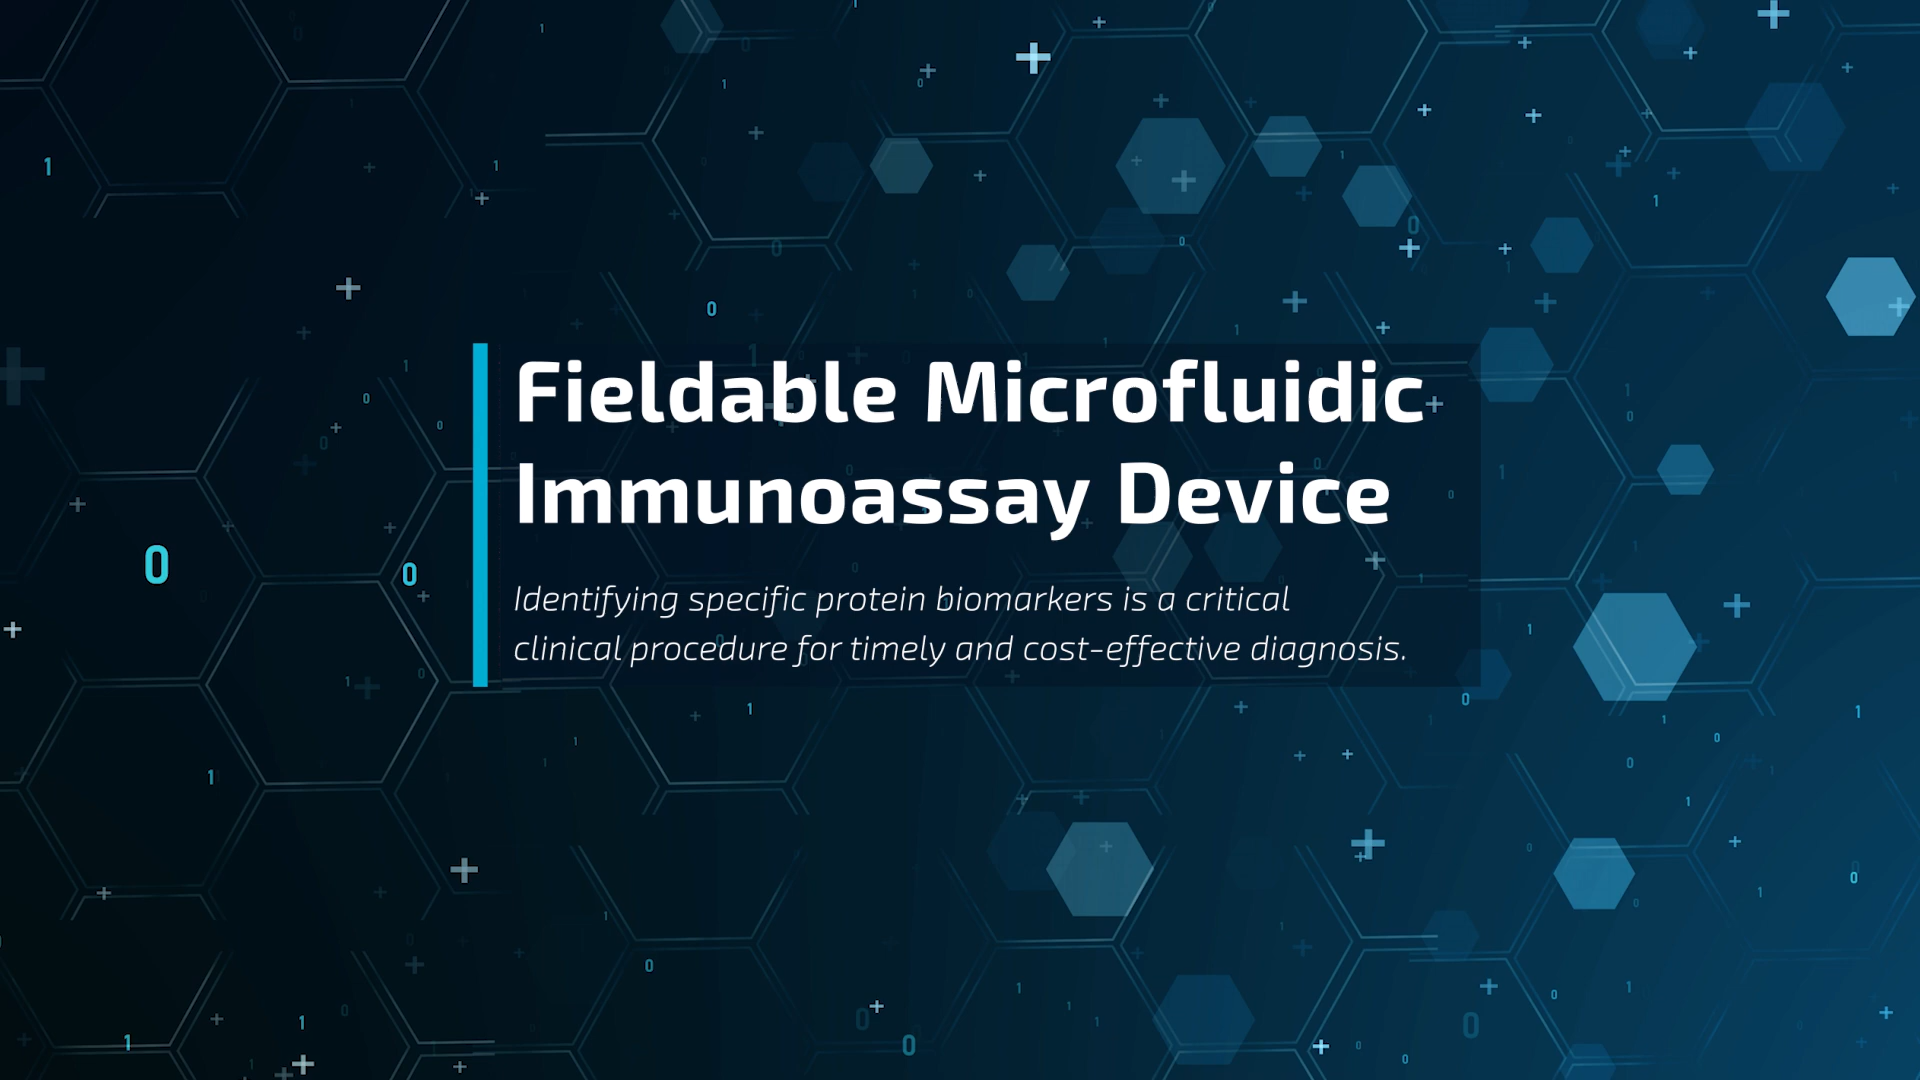 Fieldable Microfluidic
Immunoassay Device
Identifying specific protein biomarkers is a critical
clinical procedure for timely and cost-effective diagnosis.